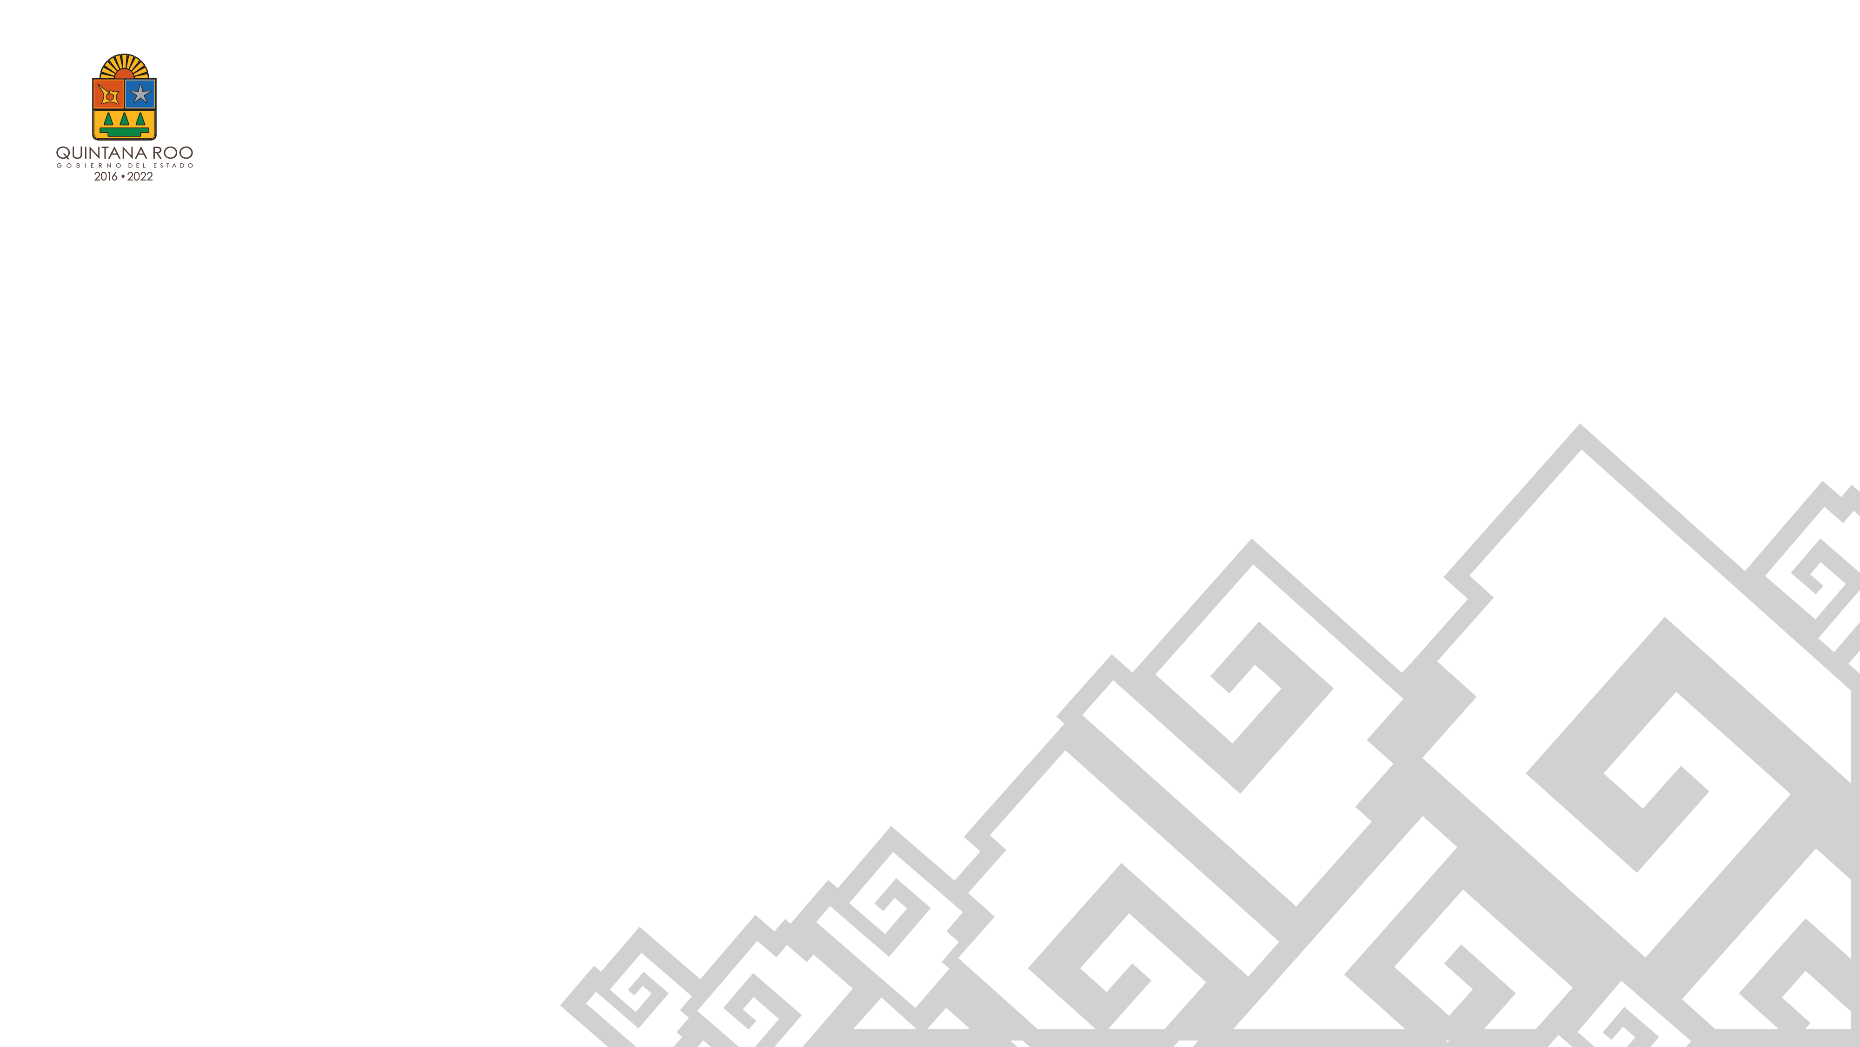 QUINTANA ROO
GOBIERNO DEL ESTADO
2016 • 2022